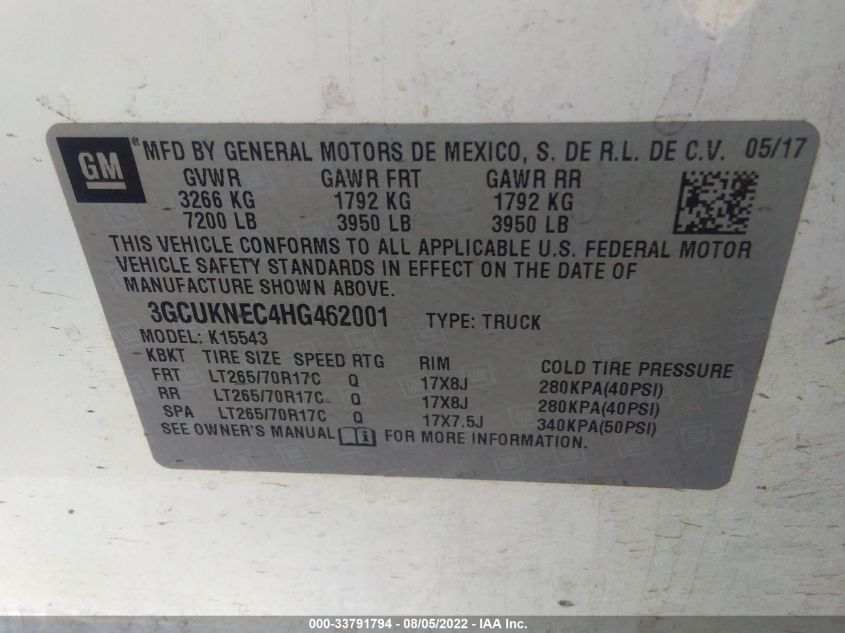 GM ® MFD BY GENERAL MOTORS DE MEXICO, S. DE R.L. DE C.V. 05/17
GVWR GAWR FRT GAWR RR
3266 KG 1792 KG 1792 KG
7200 LB 3950 LB 3950 LB
THIS VEHICLE CONFORMS TO ALL APPLICABLE U.S. FEDERAL MOTOR
VEHICLE SAFETY STANDARDS IN EFFECT ON THE DATE OF
MANUFACTURE SHOWN ABOVE.
3GCUKNEC4HG462001 TYPE: TRUCK
MODEL: K15543
KBKT TIRE SIZE SPEED RTG RIM COLD TIRE PRESSURE
FRT LT265/70R17C Q 17X8J 280KPA(40PSI)
RR LT265/70R17C Q 17X8J 280KPA(40PSI)
SPA LT265/70R17C Q 17X7.5J 340KPA(50PSI)
SEE OWNER'S MANUAL FOR MORE INFORMATION.
000-33791794 - 08/05/2022 - IAA Inc.